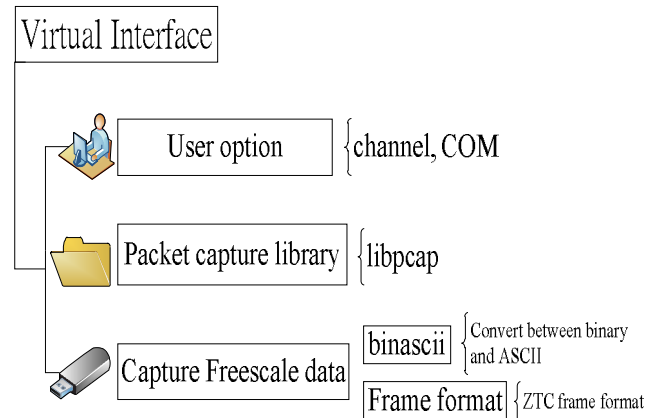 Virtual Interface
User option
channel, COM
Packet capture library
libpcap
Capture Freescale data
binascii
Convert between binary
and ASCII
Frame format
ZTC frame format